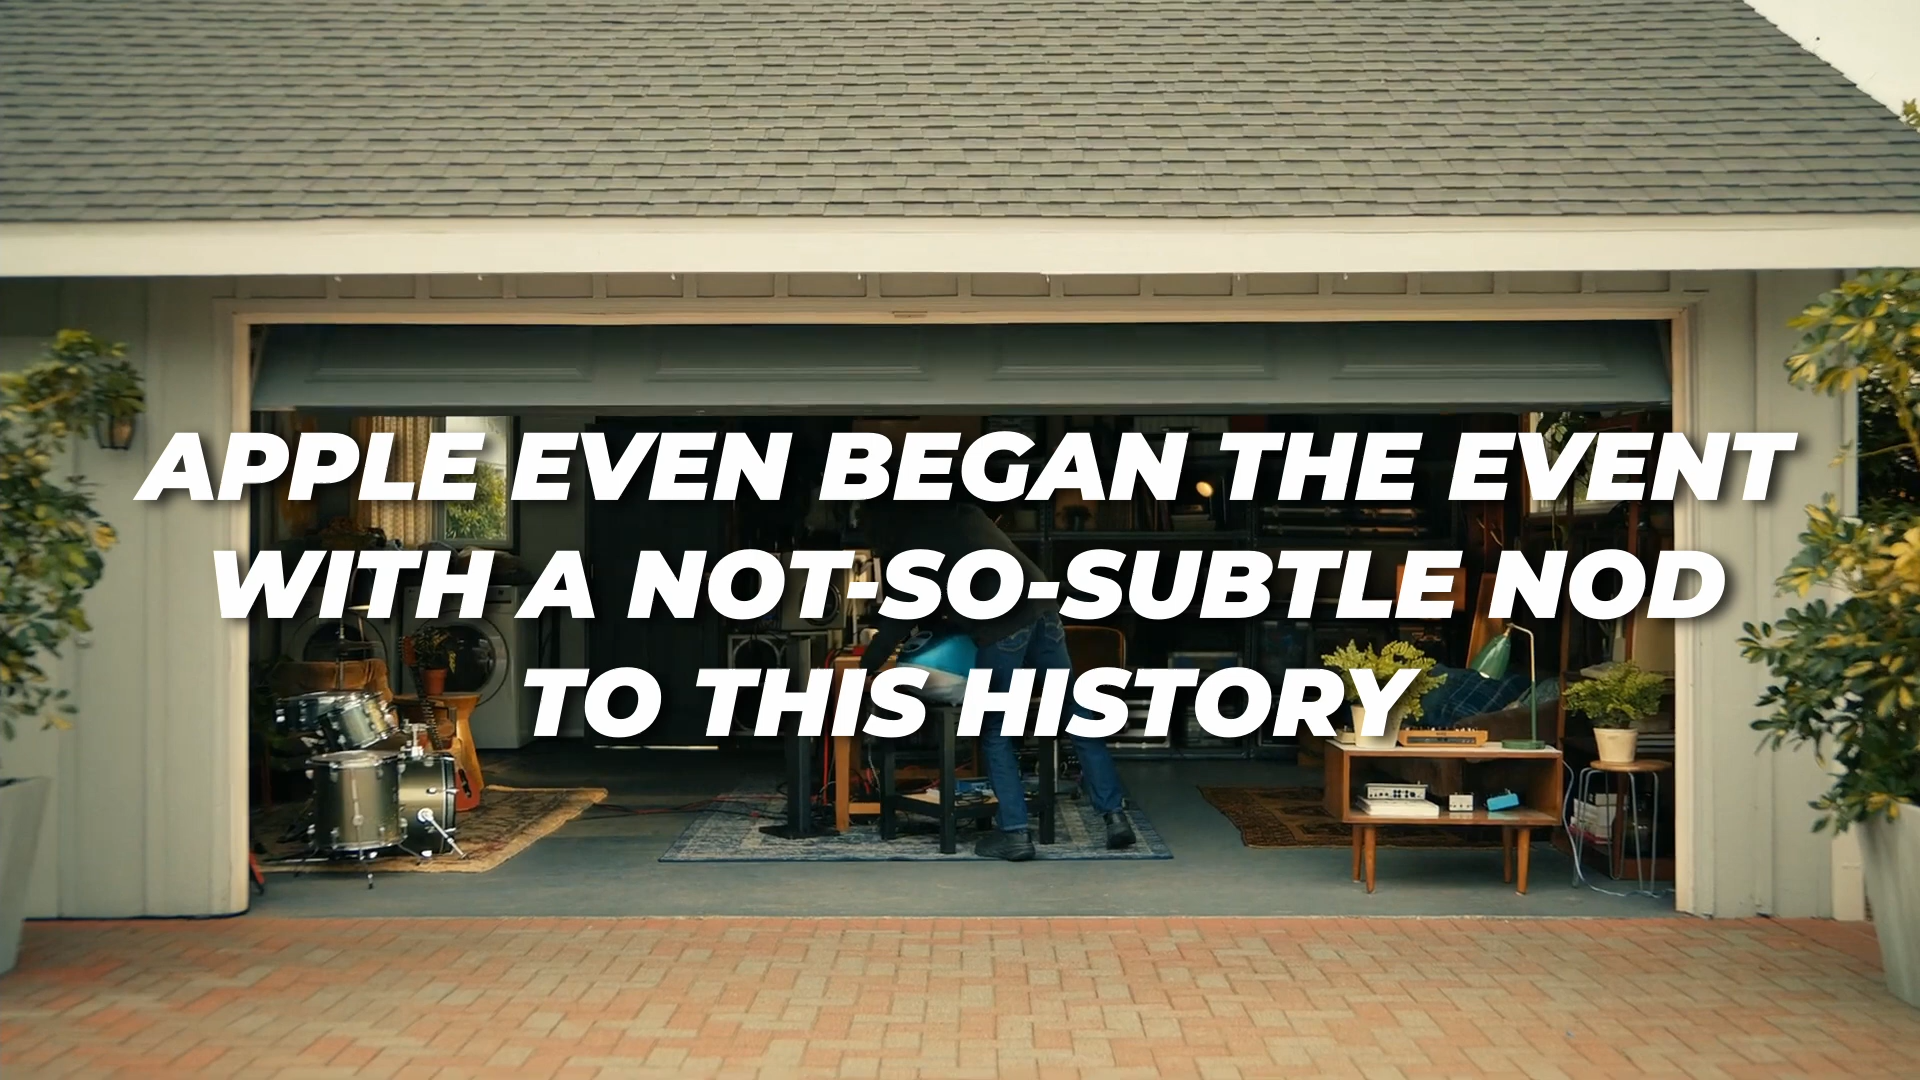 APPLE EVEN BEGAN THE EVENT
WITH A NOT-SO-SUBTLE NOD
TO THIS HISTORY